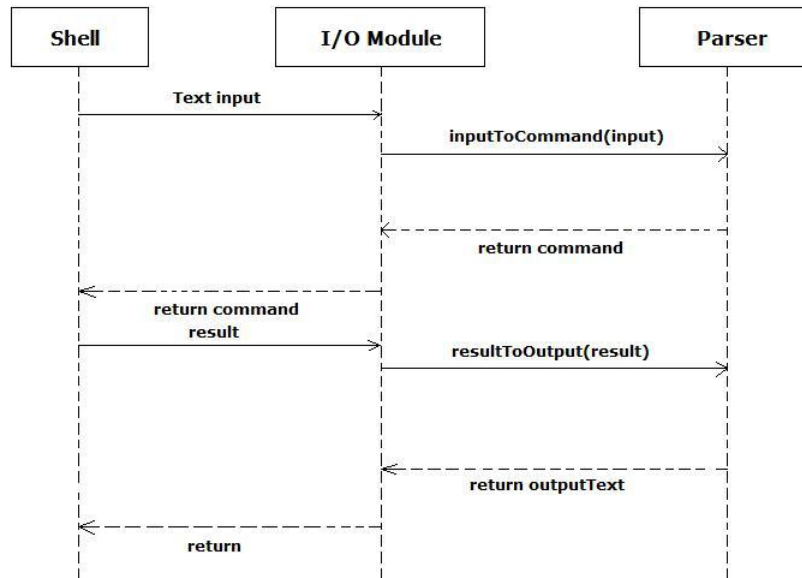 Shell
I/O Module
Parser
Text input
inputToCommand(input)
return command
return command
result
resultToOutput(result)
return outputText
return